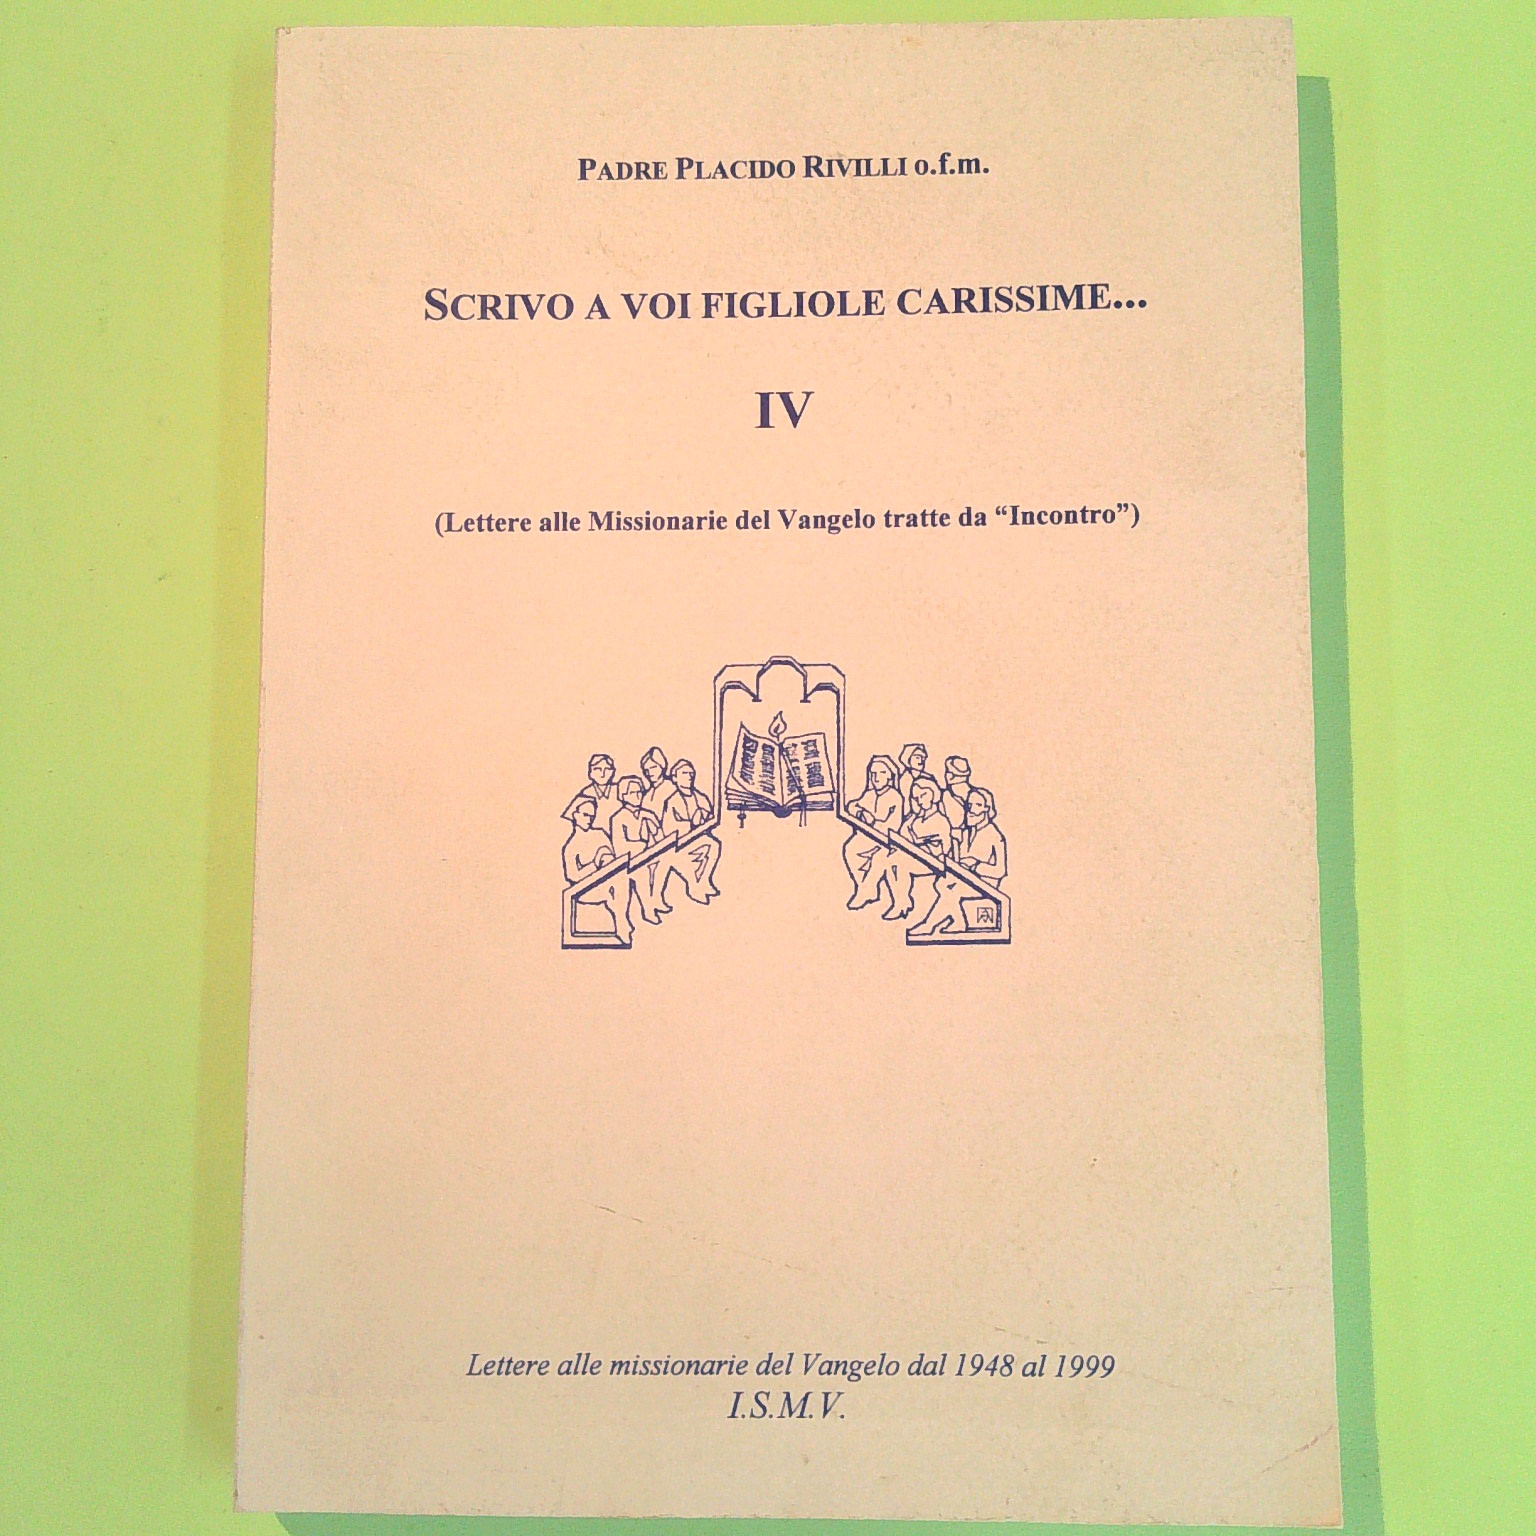 PADRE PLACIDO RIVILLI o.f.m.
SCRIVO A VOI FIGLIOLE CARISSIME...
IV
(Lettere alle Missionarie del Vangelo tratte da “Incontro”)
Lettere alle missionarie del Vangelo dal 1948 al 1999
I.S.M.V.